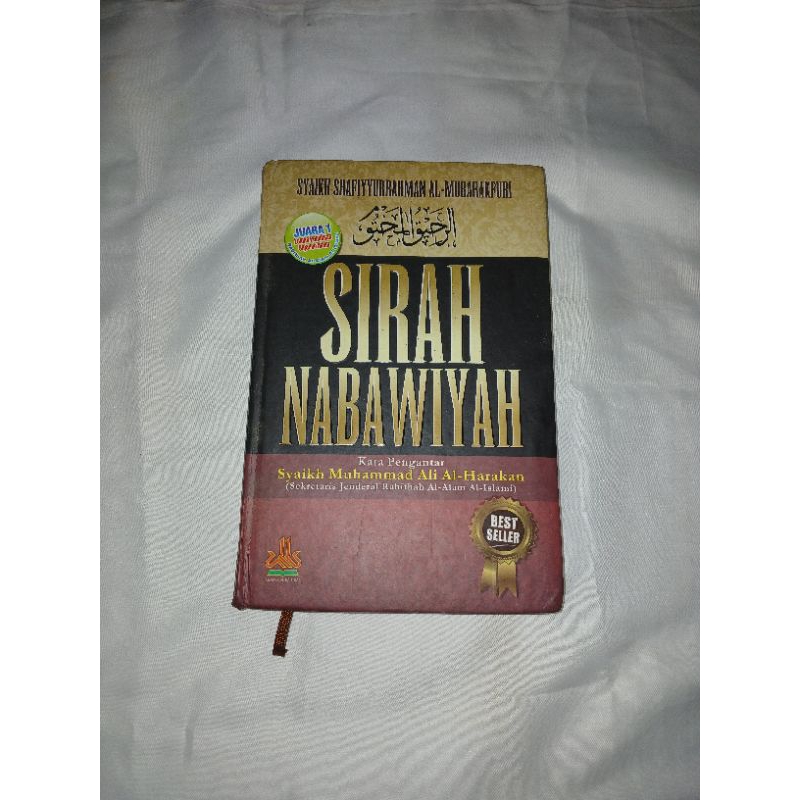 SYAIKH SHAFIYYURRAHMAN AL-MUBARAKFURI
الرحيق المختوم
JUARA 1
SIRAH
NABAWIYAH
Kata Pengantar
Syaikh Muhammad Ali Al-Harakan
(Sekretaris Jenderal Rabithah Al-Alam Al-Islami)
BEST
SELLER